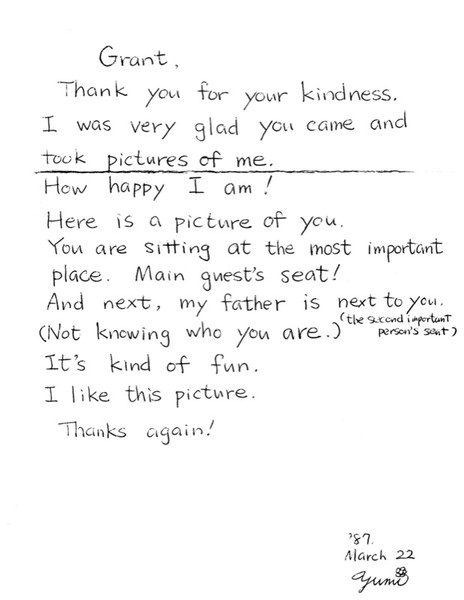 Grant,
Thank you for your kindness.
I was very glad you came and
took pictures of me.
How happy I am!
Here is a picture of you.
You are sitting at the most important
place. Main guest's seat!
And next, my father is next to you.
(the second important
person's seat)
(Not knowing who you are.)
It's kind of fun.
I like this picture.
Thanks again!
'87.
March 22
Yumi